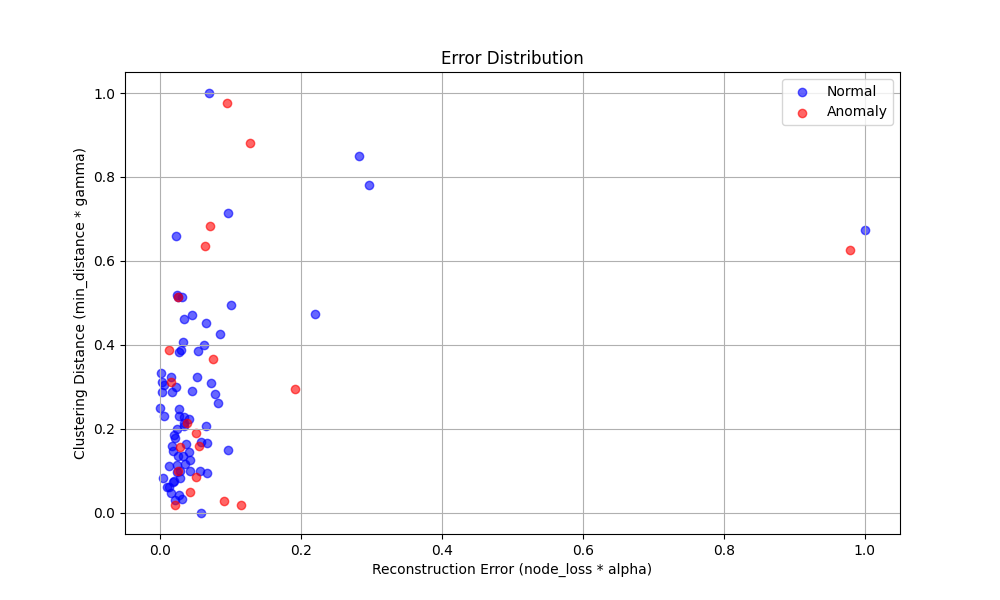 Error Distribution
Normal
Anomaly
Clustering Distance (min_distance * gamma)
1.0
0.8
0.6
0.4
0.2
0.0
0.0 0.2 0.4 0.6 0.8 1.0
Reconstruction Error (node_loss * alpha)